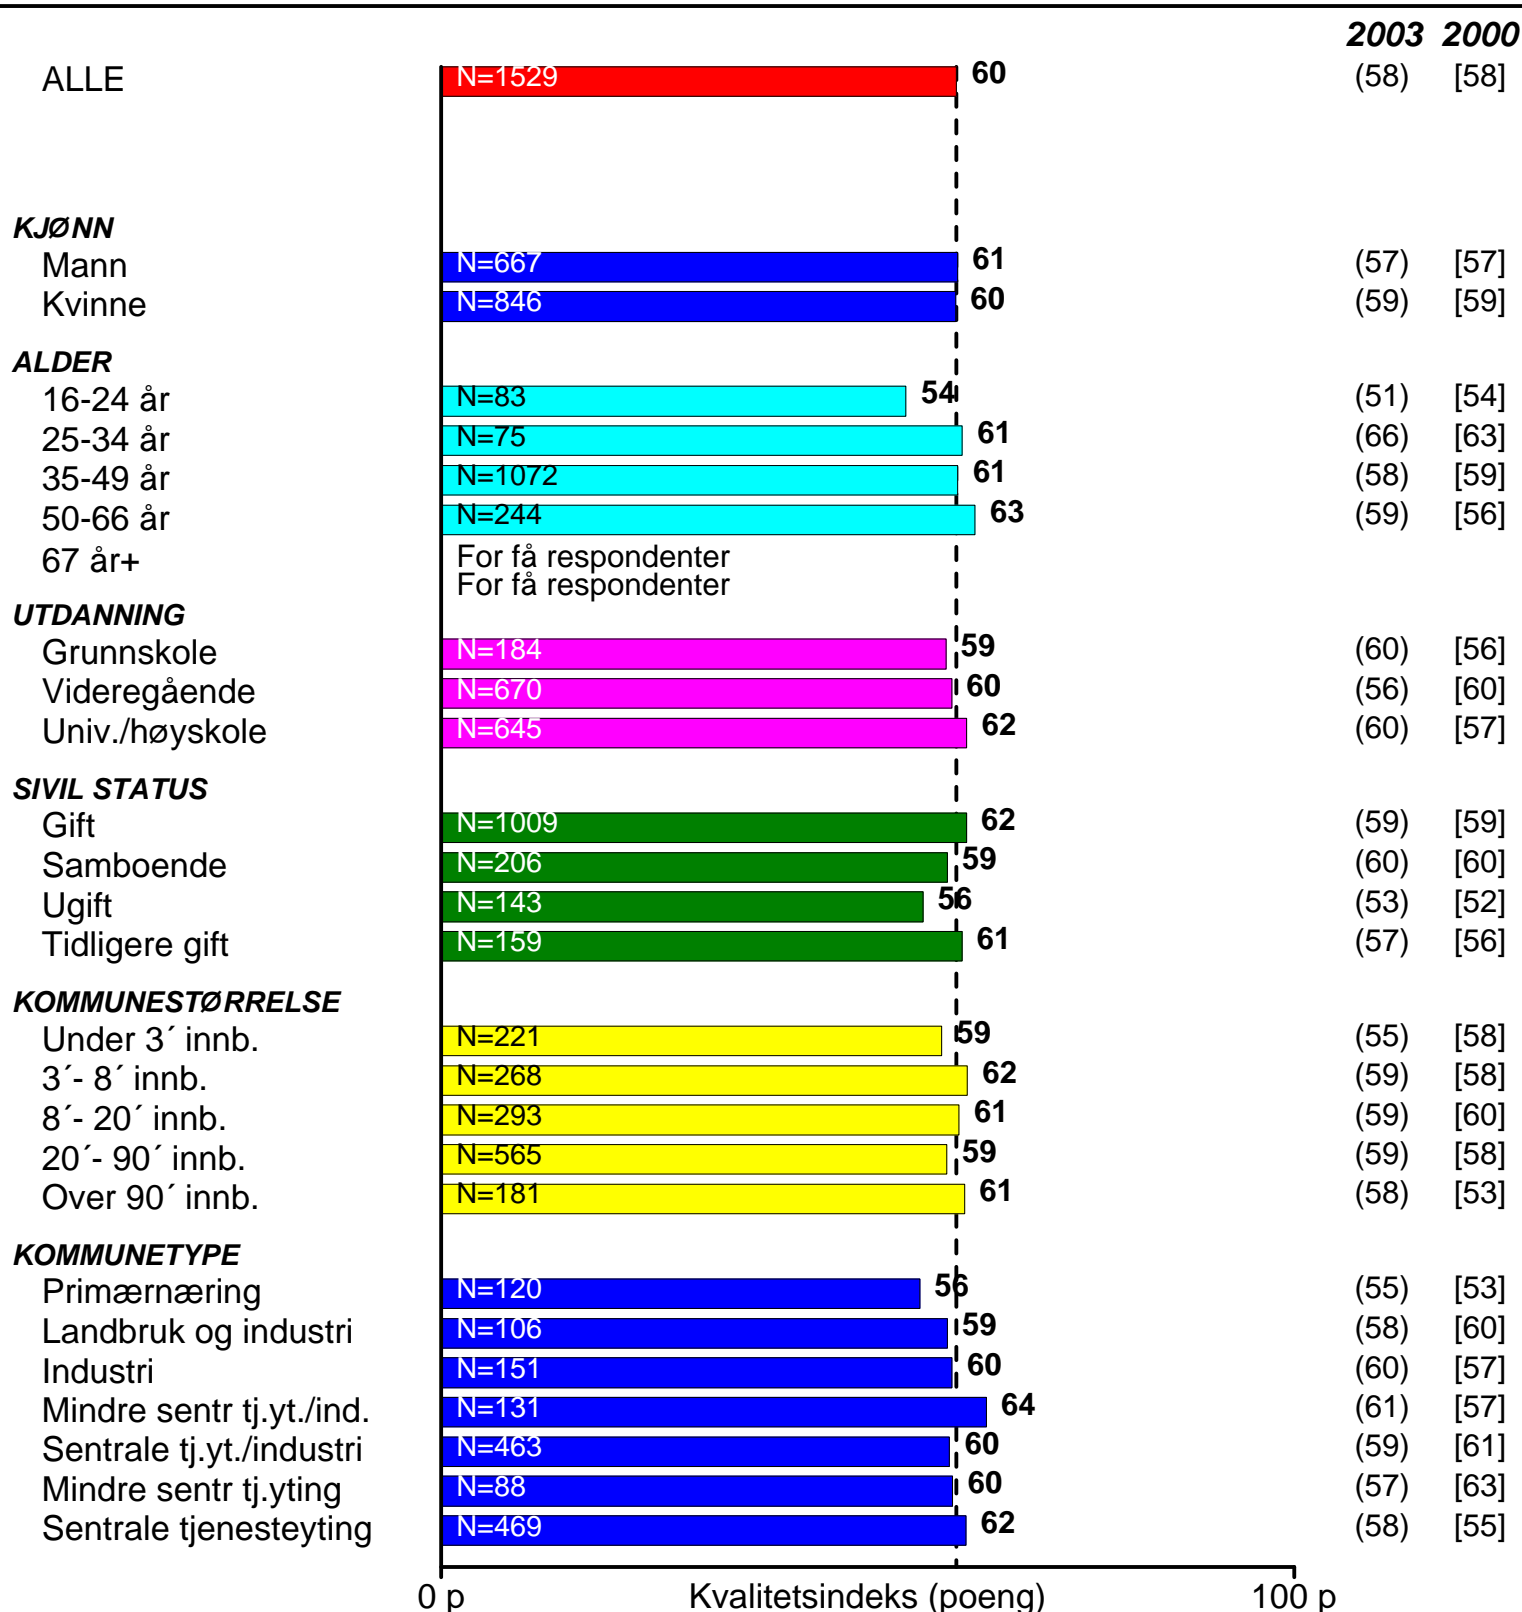 2003 2000
ALLE N=1529 60 (58) [58]
KJØNN
Mann N=667 61 (57) [57]
Kvinne N=846 60 (59) [59]
ALDER
16-24 år N=83 54 (51) [54]
25-34 år N=75 61 (66) [63]
35-49 år N=1072 61 (58) [59]
50-66 år N=244 63 (59) [56]
67 år+ For få respondenter
For få respondenter
UTDANNING
Grunnskole N=184 59 (60) [56]
Videregående N=670 60 (56) [60]
Univ./høyskole N=645 62 (60) [57]
SIVIL STATUS
Gift N=1009 62 (59) [59]
Samboende N=206 59 (60) [60]
Ugift N=143 56 (53) [52]
Tidligere gift N=159 61 (57) [56]
KOMMUNESTØRRELSE
Under 3´ innb. N=221 59 (55) [58]
3´- 8´ innb. N=268 62 (59) [58]
8´- 20´ innb. N=293 61 (59) [60]
20´- 90´ innb. N=565 59 (59) [58]
Over 90´ innb. N=181 61 (58) [53]
KOMMUNETYPE
Primærnæring N=120 56 (55) [53]
Landbruk og industri N=106 59 (58) [60]
Industri N=151 60 (60) [57]
Mindre sentr tj.yt./ind. N=131 64 (61) [57]
Sentrale tj.yt./industri N=463 60 (59) [61]
Mindre sentr tj.yting N=88 60 (57) [63]
Sentrale tjenesteyting N=469 62 (58) [55]
0 p Kvalitetsindeks (poeng) 100 p